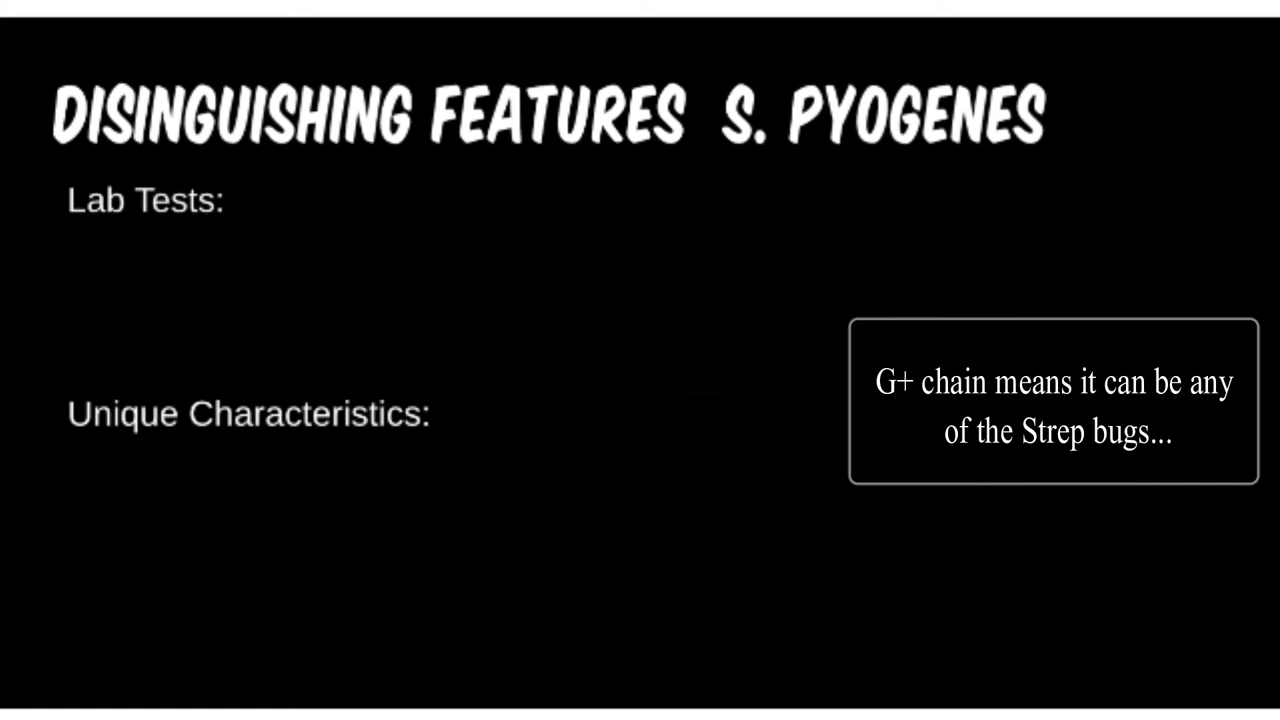 DISINGUISHING FEATURES S. PYOGENES
Lab Tests:
G+ chain means it can be any
of the Strep bugs...
Unique Characteristics: